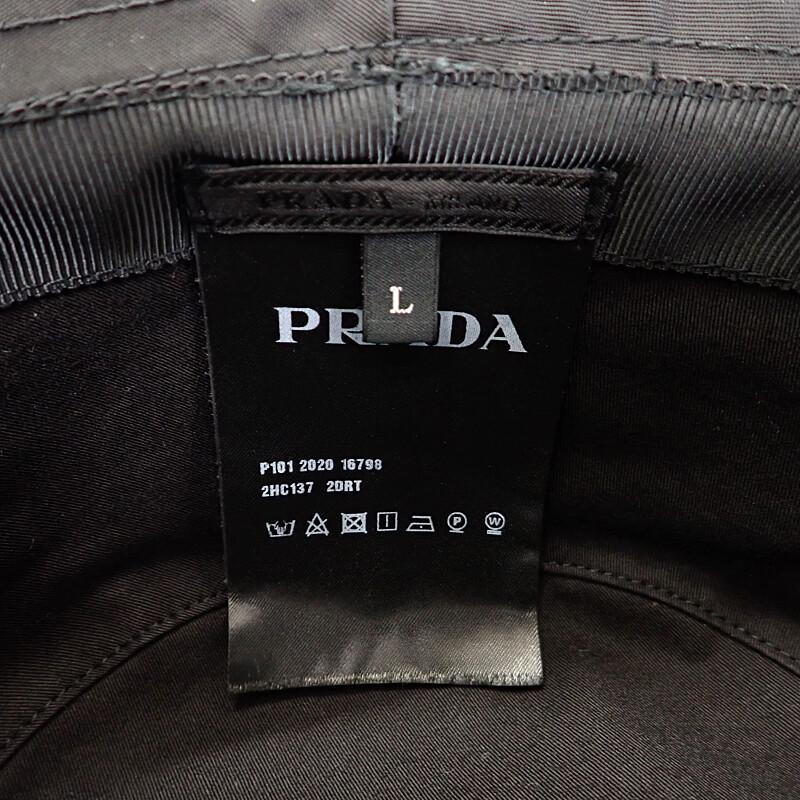 PRADA - MILANO
L
PRADA
P101 2020 16798
2HC137 2DRT
P W